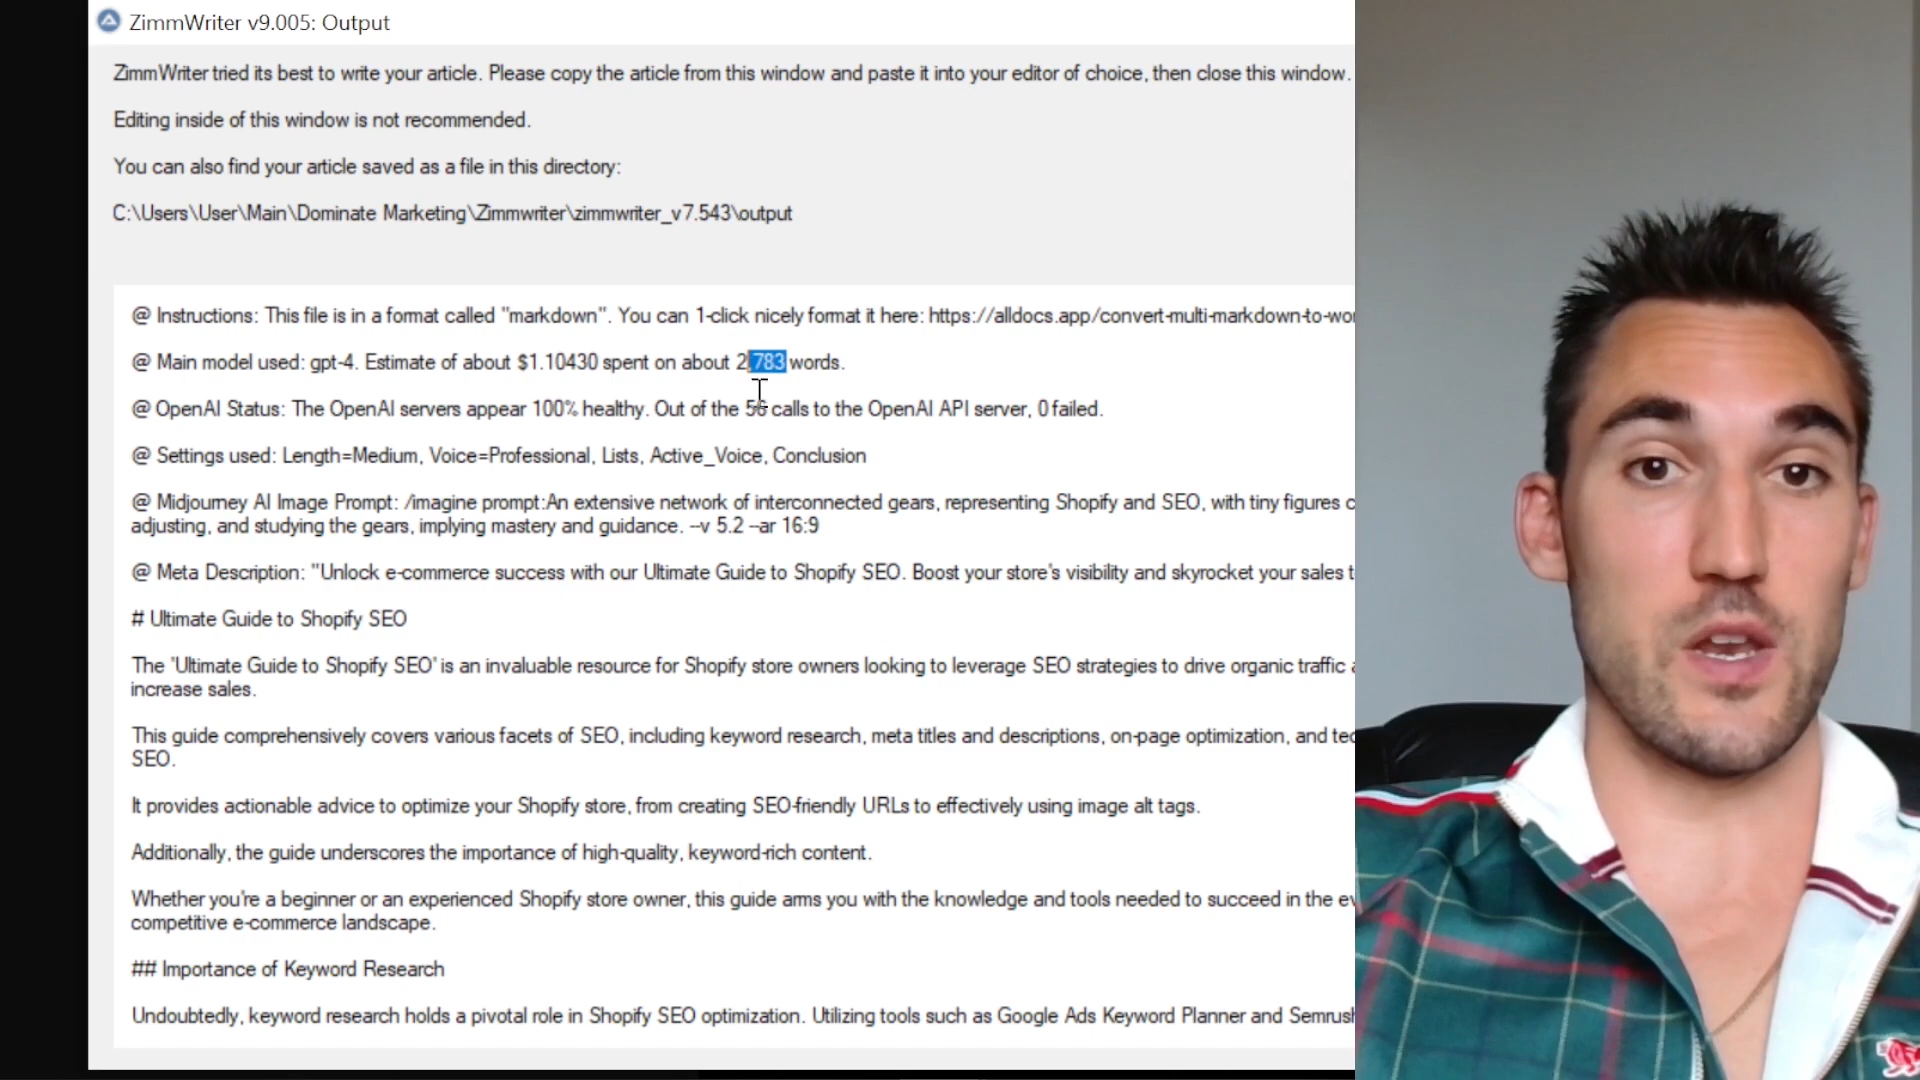 ZimmWriter v9.005: Output
ZimmWriter tried its best to write your article. Please copy the article from this window and paste it into your editor of choice, then close this window.
Editing inside of this window is not recommended.
You can also find your article saved as a file in this directory:
C:\Users\User\Main\Dominate Marketing\Zimmwriter\zimmwriter_v7.543\output
@ Instructions: This file is in a format called "markdown". You can 1-click nicely format it here: https://alldocs.app/convert-multi-markdown-to-wo
@ Main model used: gpt-4. Estimate of about $1.10430 spent on about 2,783 words.
@ OpenAI Status: The OpenAI servers appear 100% healthy. Out of the 56 calls to the OpenAI API server, 0 failed.
@ Settings used: Length=Medium, Voice=Professional, Lists, Active_Voice, Conclusion
@ Midjourney AI Image Prompt: /imagine prompt:An extensive network of interconnected gears, representing Shopify and SEO, with tiny figures
adjusting, and studying the gears, implying mastery and guidance. --v 5.2 --ar 16:9
@ Meta Description: "Unlock e-commerce success with our Ultimate Guide to Shopify SEO. Boost your store's visibility and skyrocket your sales
# Ultimate Guide to Shopify SEO
The 'Ultimate Guide to Shopify SEO' is an invaluable resource for Shopify store owners looking to leverage SEO strategies to drive organic traffic
increase sales.
This guide comprehensively covers various facets of SEO, including keyword research, meta titles and descriptions, on-page optimization, and
SEO.
It provides actionable advice to optimize your Shopify store, from creating SEO-friendly URLs to effectively using image alt tags.
Additionally, the guide underscores the importance of high-quality, keyword-rich content.
Whether you're a beginner or an experienced Shopify store owner, this guide arms you with the knowledge and tools needed to succeed in the
competitive e-commerce landscape.
## Importance of Keyword Research
Undoubtedly, keyword research holds a pivotal role in Shopify SEO optimization. Utilizing tools such as Google Ads Keyword Planner and Semrush